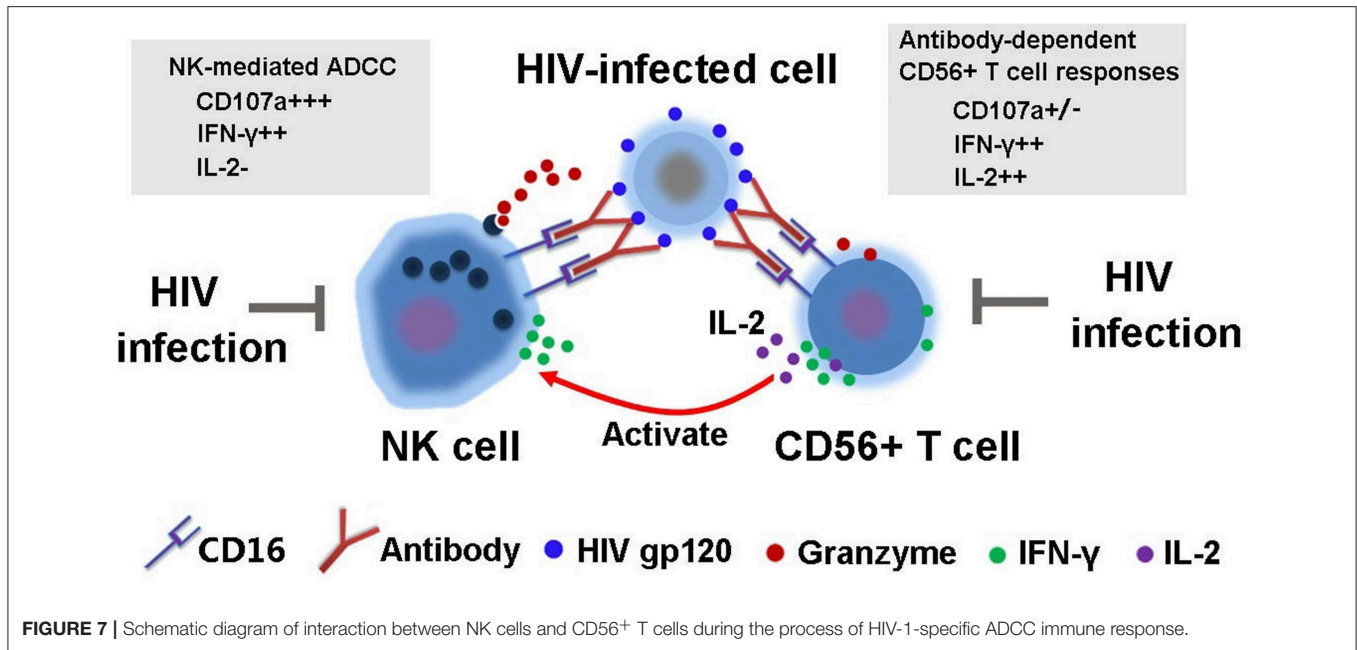 NK-mediated ADCC
CD107a+++
IFN-γ++
IL-2-
HIV-infected cell
Antibody-dependent
CD56+ T cell responses
CD107a+/-
IFN-γ++
IL-2++
HIV
infection
IL-2
HIV
infection
Activate
NK cell
CD56+ T cell
CD16
Antibody
HIV gp120
Granzyme
IFN-γ
IL-2
FIGURE 7 | Schematic diagram of interaction between NK cells and CD56⁺ T cells during the process of HIV-1-specific ADCC immune response.